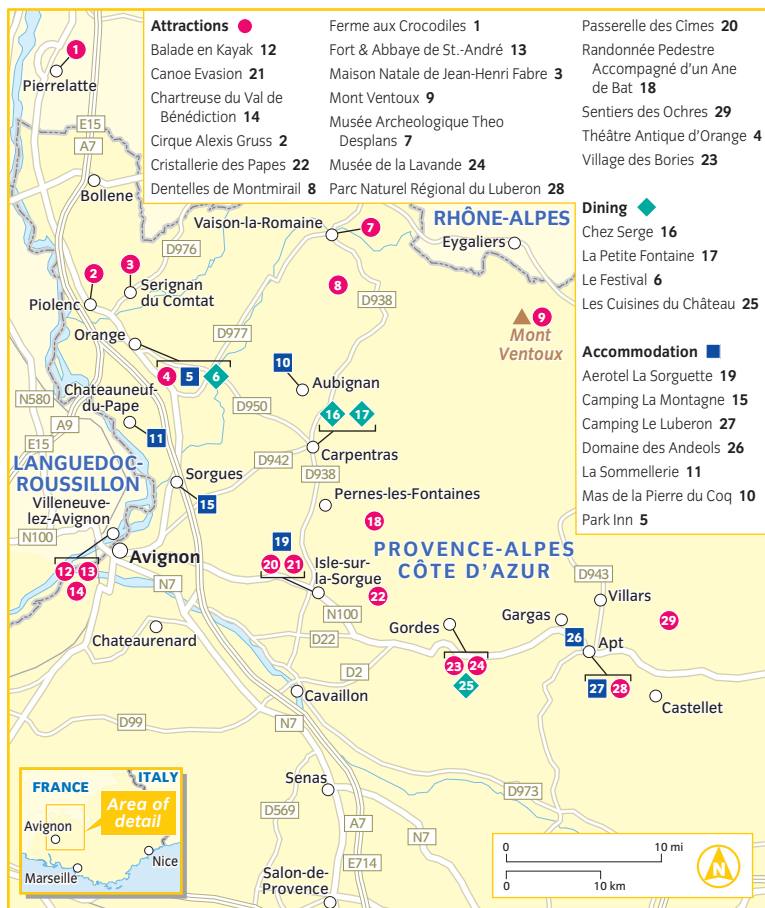 Attractions
Balade en Kayak 12
Canoe Evasion 21
Chartreuse du Val de
Bénédiction 14
Cirque Alexis Gruss 2
Cristallerie des Papes 22
Dentelles de Montmirail 8
Ferme aux Crocodiles 1
Fort & Abbaye de St.-André 13
Maison Natale de Jean-Henri Fabre 3
Mont Ventoux 9
Musée Archeologique Theo
Desplans 7
Musée de la Lavande 24
Parc Naturel Régional du Luberon 28
Passerelle des Cîmes 20
Randonnée Pedestre
Accompagné d'un Ane
de Bat 18
Sentiers des Ochres 29
Théâtre Antique d'Orange 4
Village des Bories 23
Dining
Chez Serge 16
La Petite Fontaine 17
Le Festival 6
Les Cuisines du Château 25
Accommodation
Aerotel La Sorguette 19
Camping La Montagne 15
Camping Le Luberon 27
Domaine des Andeols 26
La Sommellerie 11
Mas de la Pierre du Coq 10
Park Inn 5
1
Pierrelatte
E15
A7
Bollene
D976
Vaison-la-Romaine
7
RHÔNE-ALPES
Eygaliers
2
3
8
Serignan
du Comtat
Piolenc
D938
9
Mont
Ventoux
D977
Orange
4
5
6
10
Aubignan
Chateauneuf-
du-Pape
N580
A9
D950
16
17
E15
11
D942
Carpentras
LANGUEDOC-
ROUSSILLON
D938
Sorgues
15
Villeneuve-
lez-Avignon
Pernes-les-Fontaines
18
N100
Avignon
19
PROVENCE-ALPES
CÔTE D'AZUR
12
13
14
20
21
Isle-sur-
la-Sorgue
22
N7
N100
D943
Villars
29
Gargas
Gordes
26
Apt
Chateaurenard
D22
23
24
25
D2
27
28
Castellet
Cavaillon
D99
N7
Senas
D973
D569
A7
N7
E714
Salon-de-
Provence
FRANCE
ITALY
Area of
detail
Avignon
Nice
Marseille
0
10 mi
0
10 km
N